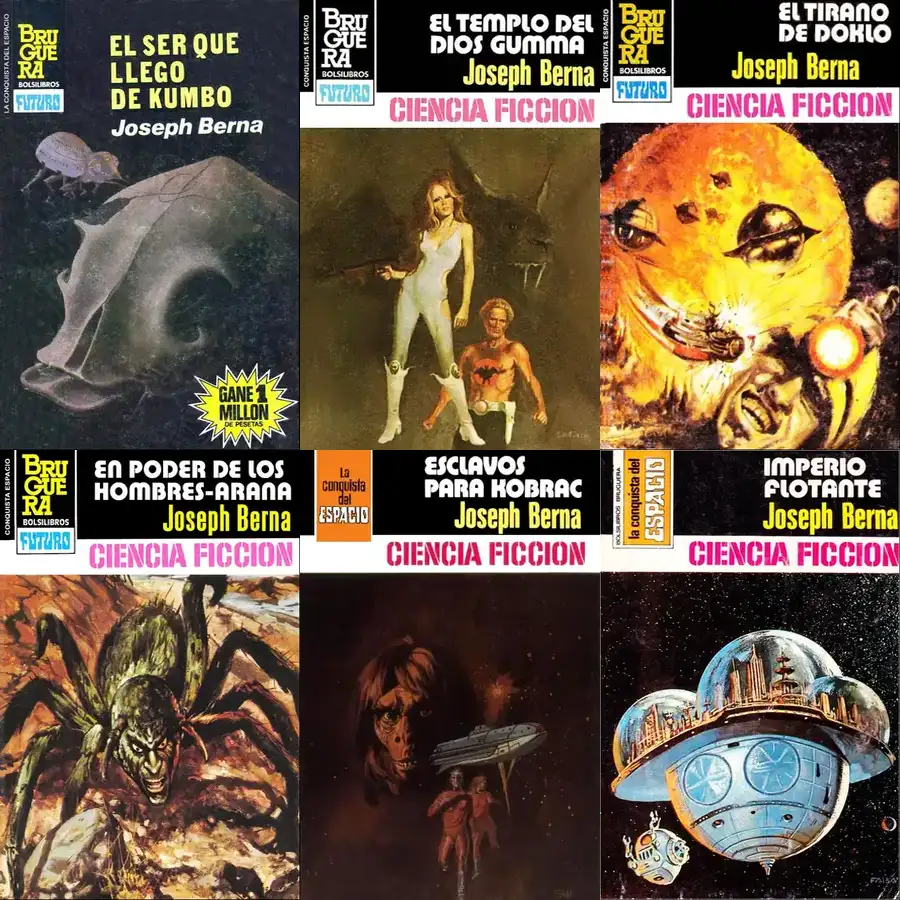 LA CONQUISTA DEL ESPACIO
BRU
GUE
RA
BOLSILIBROS
FUTURO
EL SER QUE
LLEGO
DE KUMBO
Joseph Berna
GANE 1
MILLON
DE PESETAS
CONQUISTA ESPACIO
BRU
GUE
RA
BOLSILIBROS
FUTURO
EL TEMPLO DEL
DIOS GUMMA
Joseph Berna
CIENCIA FICCION
CONQUISTA ESPACIO
BRU
GUE
RA
BOLSILIBROS
FUTURO
EL TIRANO
DE DOKLO
Joseph Berna
CIENCIA FICCION
CONQUISTA ESPACIO
BRU
GUE
RA
BOLSILIBROS
FUTURO
EN PODER DE LOS
HOMBRES-ARANA
Joseph Berna
CIENCIA FICCION
La
conquista
del
ESPACIO
ESCLAVOS
PARA KOBRAC
Joseph Berna
CIENCIA FICCION
BOLSILIBROS BRUGUERA
la conquista del
ESPACIO
IMPERIO
FLOTANTE
Joseph Berna
CIENCIA FICCION